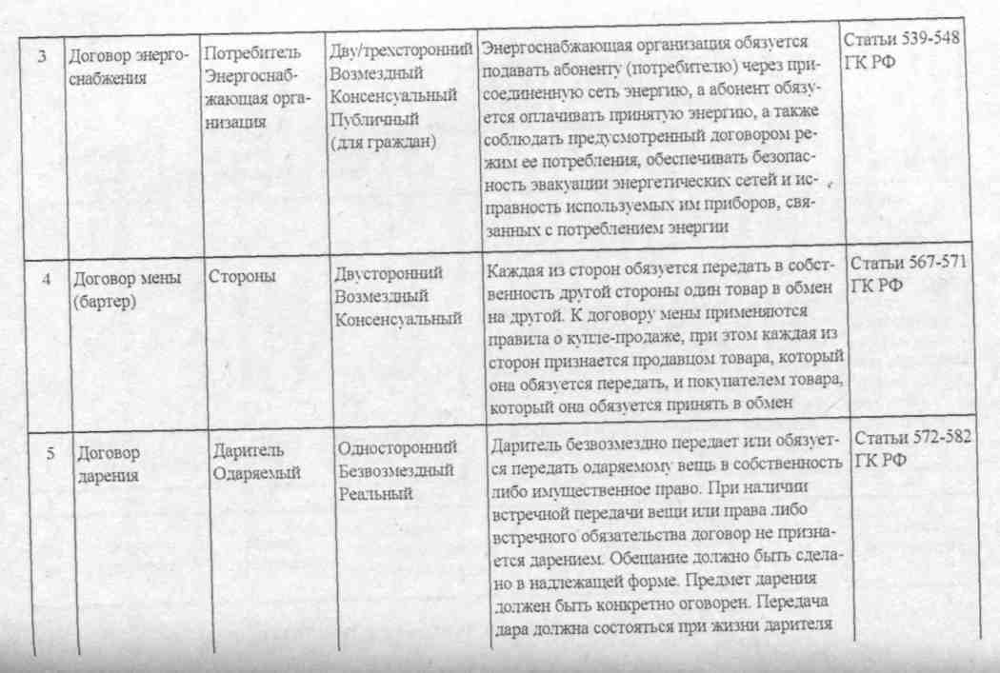 3
Договор энерго-
снабжения
Потребитель
Энергоснаб-
жающая орга-
низация
Дву/трехсторонний
Возмездный
Консенсуальный
Публичный
(для граждан)
Энергоснабжающая организация обязуется
подавать абоненту (потребителю) через при-
соединенную сеть энергию, а абонент обязу-
ется оплачивать принятую энергию, а также
соблюдать предусмотренный договором ре-
жим ее потребления, обеспечивать безопас-
ность эвакуации энергетических сетей и ис-
правность используемых им приборов, свя-
занных с потреблением энергии
Статьи 539-548
ГК РФ
4
Договор мены
(бартер)
Стороны
Двусторонний
Возмездный
Консенсуальный
Каждая из сторон обязуется передать в собст-
венность другой стороны один товар в обмен
на другой. К договору мены применяются
правила о купле-продаже, при этом каждая из
сторон признается продавцом товара, который
она обязуется передать, и покупателем товара,
который она обязуется принять в обмен
Статьи 567-571
ГК РФ
5
Договор
дарения
Даритель
Одаряемый
Односторонний
Безвозмездный
Реальный
Даритель безвозмездно передает или обязует-
ся передать одаряемому вещь в собственность
либо имущественное право. При наличии
встречной передачи вещи или права либо
встречного обязательства договор не призна-
ется дарением. Обещание должно быть сдела-
но в надлежащей форме. Предмет дарения
должен быть конкретно оговорен. Передача
дара должна состояться при жизни дарителя
Статьи 572-582
ГК РФ